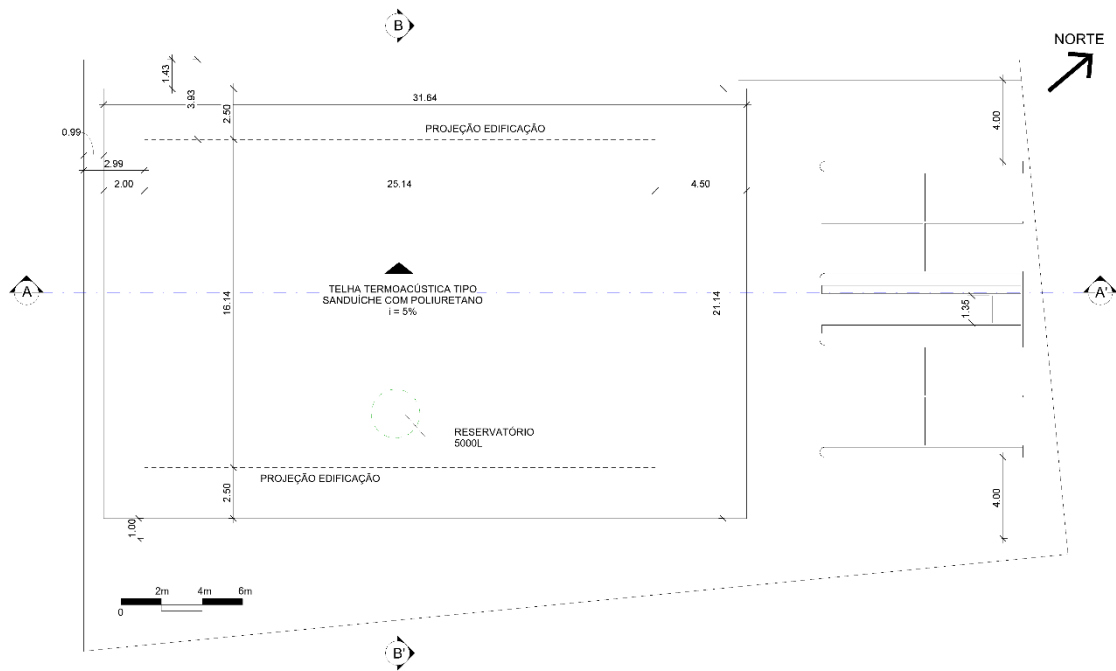 B
NORTE
1.43
3.93
2.50
31.64
PROJEÇÃO EDIFICAÇÃO
4.00
0.99
2.99
2.00
25.14
4.50
A
TELHA TERMOACÚSTICA TIPO
SANDUÍCHE COM POLIURETANO
i = 5%
16.14
21.14
1.35
A'
RESERVATÓRIO
5000L
PROJEÇÃO EDIFICAÇÃO
2.50
1.00
4.00
2m 4m 6m
0
B'